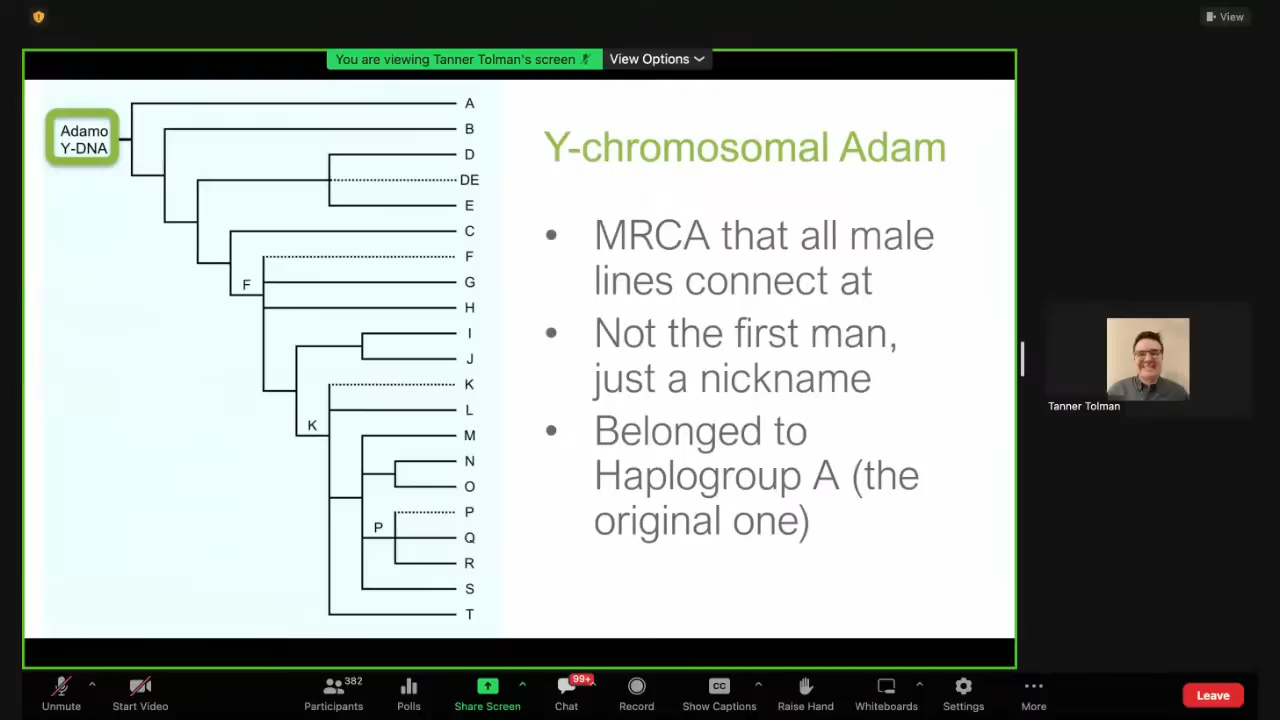 View
You are viewing Tanner Tolman's screen
View Options
Adamo
Y-DNA
A
B
D
DE
E
C
F
F
G
H
I
J
K
L
K
M
N
O
P
P
Q
R
S
T
Y-chromosomal Adam
• MRCA that all male
lines connect at
• Not the first man,
just a nickname
• Belonged to
Haplogroup A (the
original one)
Tanner Tolman
382
99+
CC
Unmute
Start Video
Participants
Polls
Share Screen
Chat
Record
Show Captions
Raise Hand
Whiteboards
Settings
More
Leave